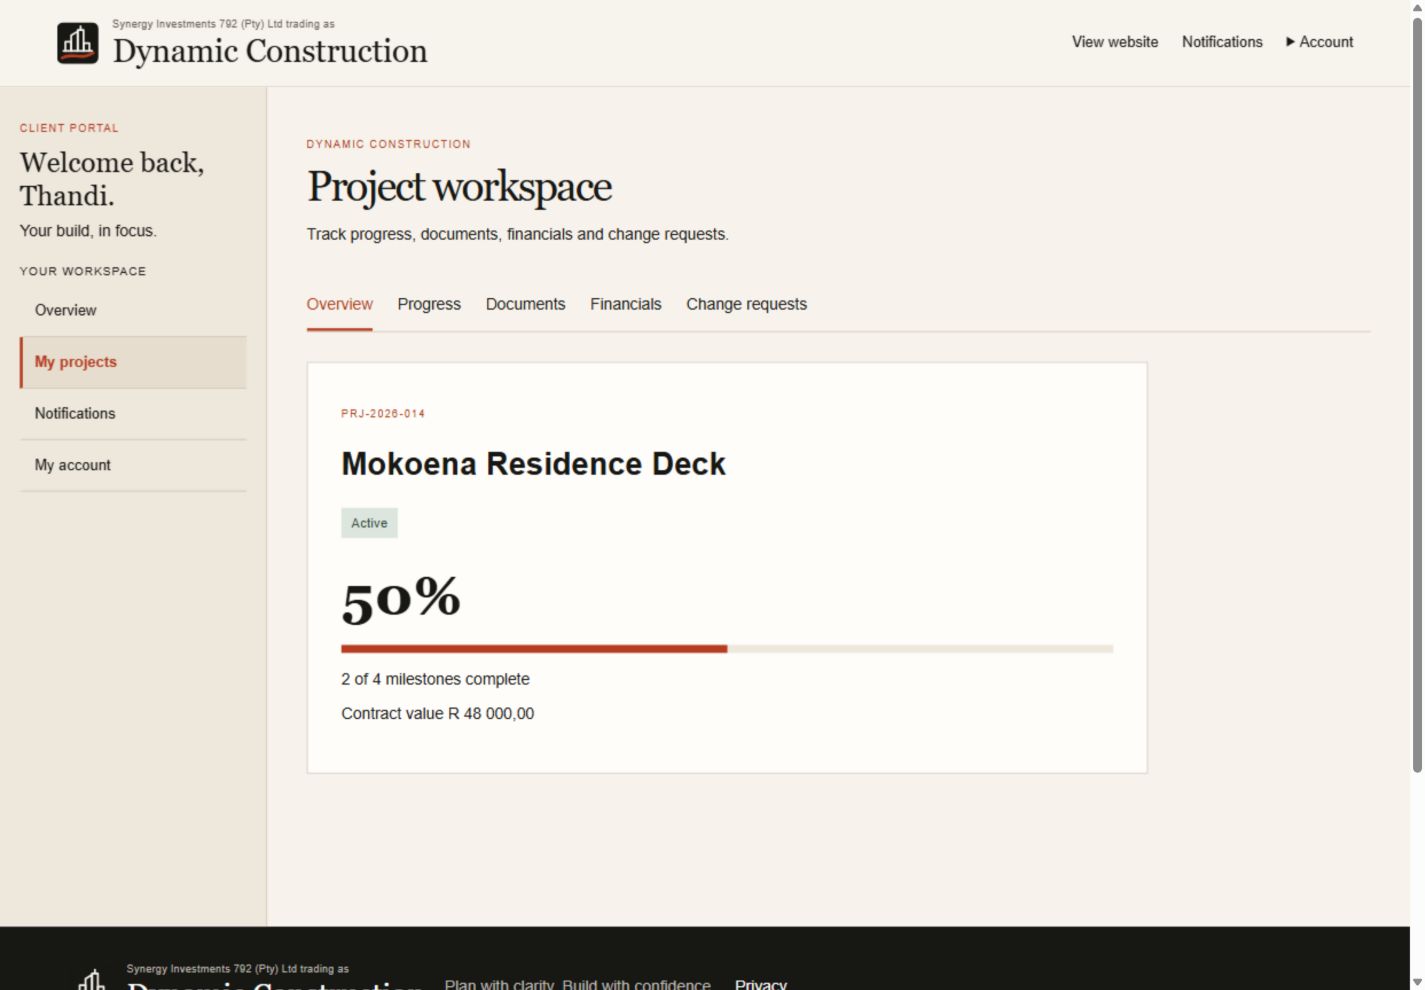 Synergy Investments 792 (Pty) Ltd trading as
Dynamic Construction
View website
Notifications
Account
CLIENT PORTAL
Welcome back,
Thandi.
Your build, in focus.
YOUR WORKSPACE
Overview
My projects
Notifications
My account
DYNAMIC CONSTRUCTION
Project workspace
Track progress, documents, financials and change requests.
Overview
Progress
Documents
Financials
Change requests
PRJ-2026-014
Mokoena Residence Deck
Active
50%
2 of 4 milestones complete
Contract value R 48 000,00
Synergy Investments 792 (Pty) Ltd trading as
Dynamic Construction
Plan with clarity. Build with confidence
Privacy